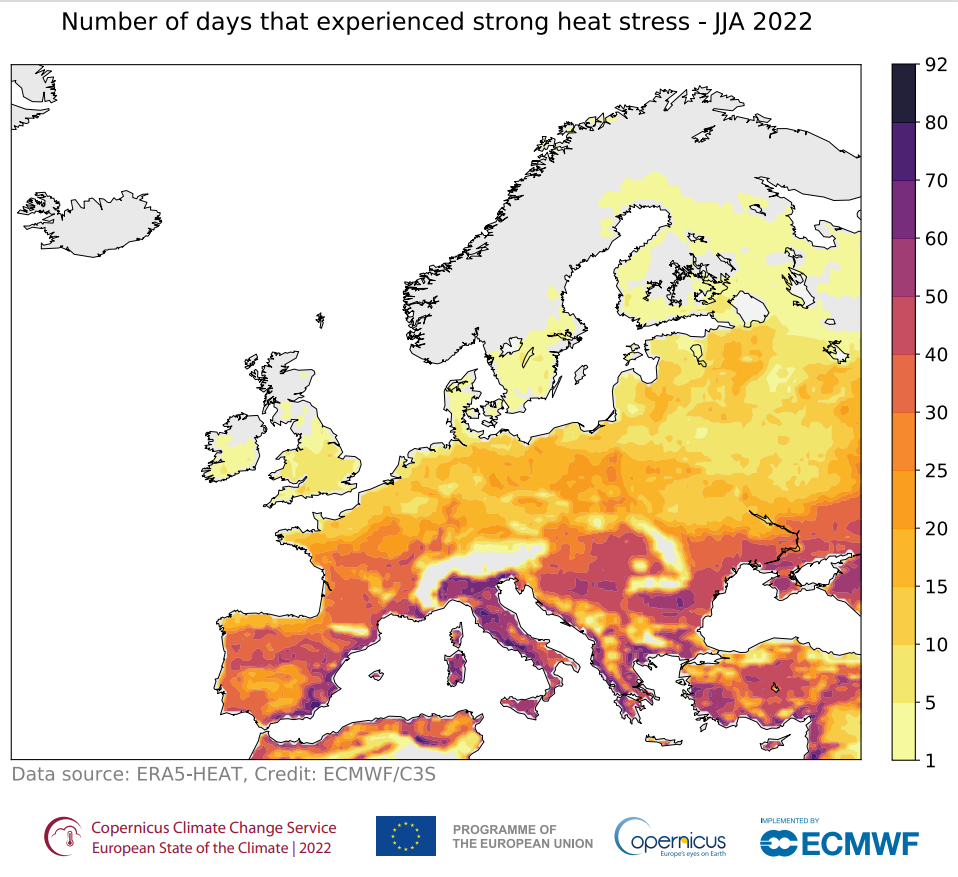 Number of days that experienced strong heat stress - JJA 2022
92
80
70
60
50
40
30
25
20
15
10
5
1
Data source: ERA5-HEAT, Credit: ECMWF/C3S
Copernicus Climate Change Service
European State of the Climate | 2022
PROGRAMME OF
THE EUROPEAN UNION
opernicus
Europe's eyes on Earth
IMPLEMENTED BY
ECMWF